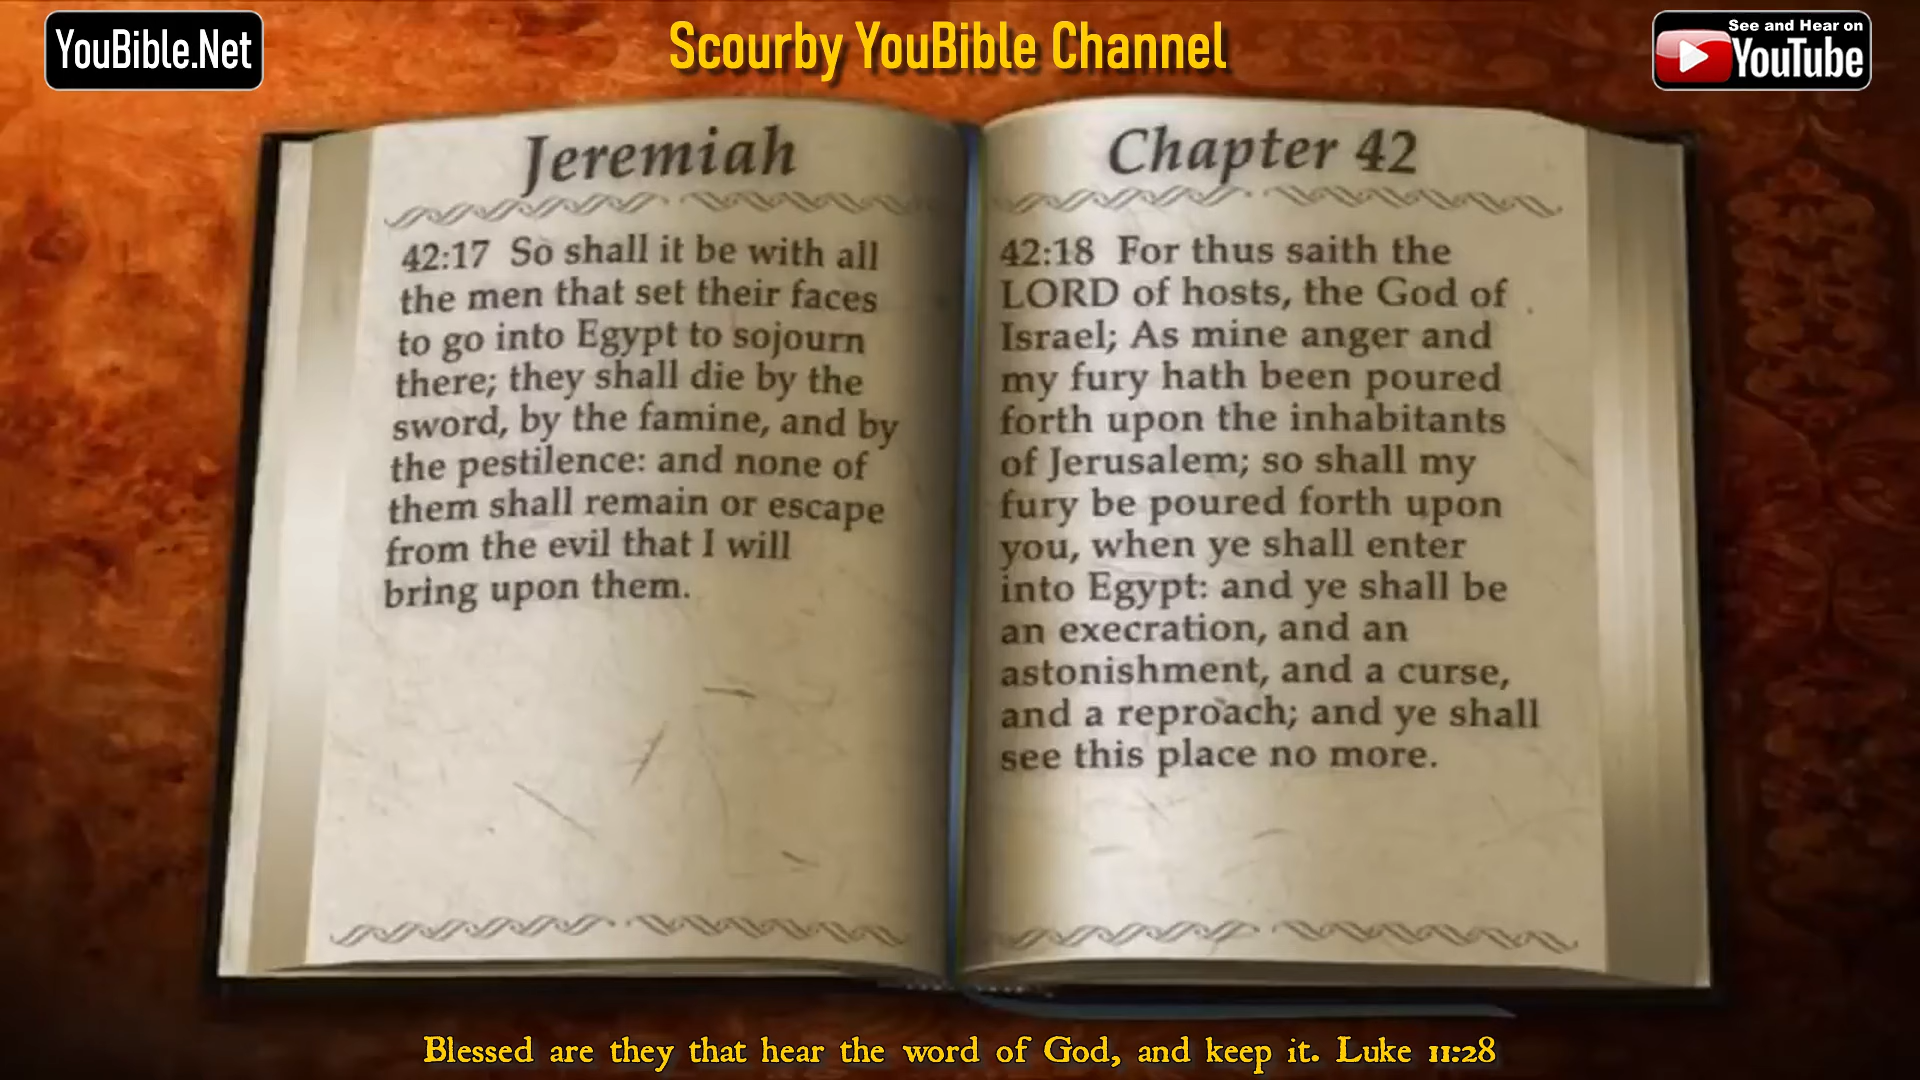 YouBible.Net
Scourby YouBible Channel
See and Hear on
YouTube
Jeremiah
42:17 So shall it be with all
the men that set their faces
to go into Egypt to sojourn
there; they shall die by the
sword, by the famine, and by
the pestilence: and none of
them shall remain or escape
from the evil that I will
bring upon them.
Chapter 42
42:18 For thus saith the
LORD of hosts, the God of
Israel; As mine anger and
my fury hath been poured
forth upon the inhabitants
of Jerusalem; so shall my
fury be poured forth upon
you, when ye shall enter
into Egypt: and ye shall be
an execration, and an
astonishment, and a curse,
and a reproach; and ye shall
see this place no more.
Blessed are they that hear the word of God, and keep it. Luke 11:28